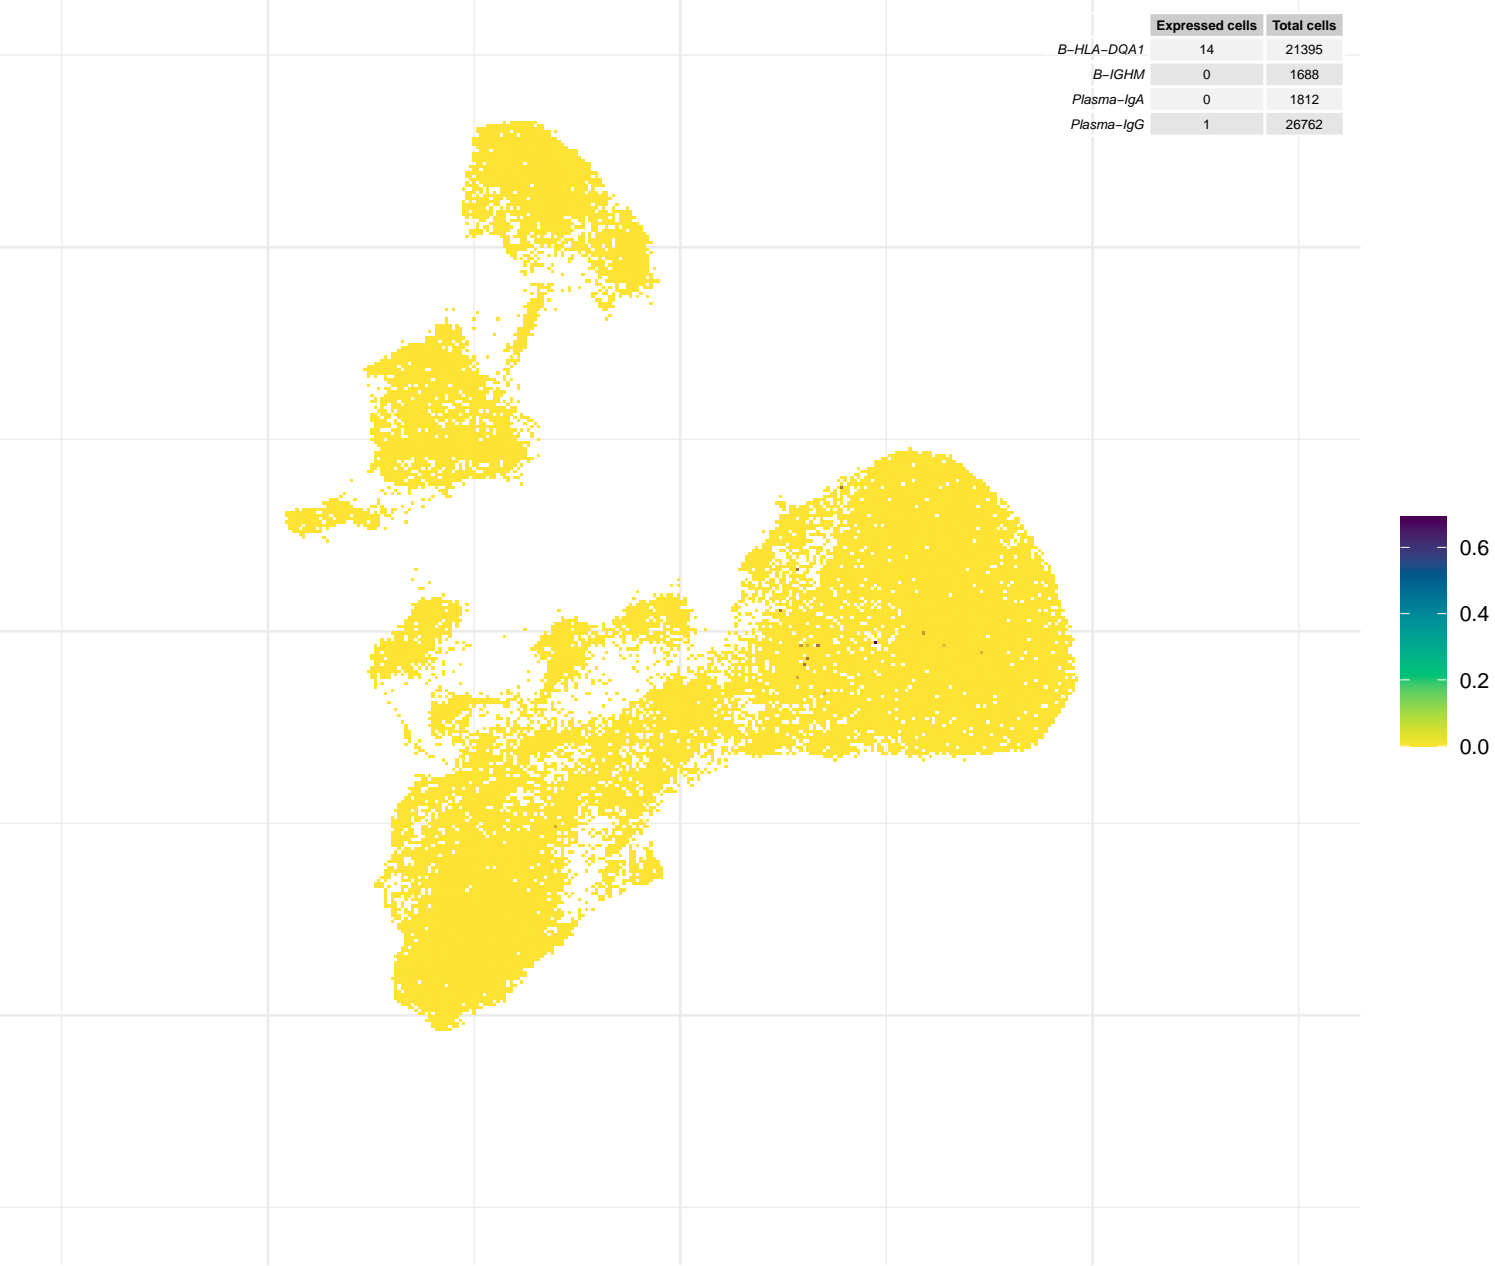 Expressed cells Total cells
B−HLA−DQA1 14 21395
B−IGHM 0 1688
Plasma−IgA 0 1812
Plasma−IgG 1 26762
0.6
0.4
0.2
0.0